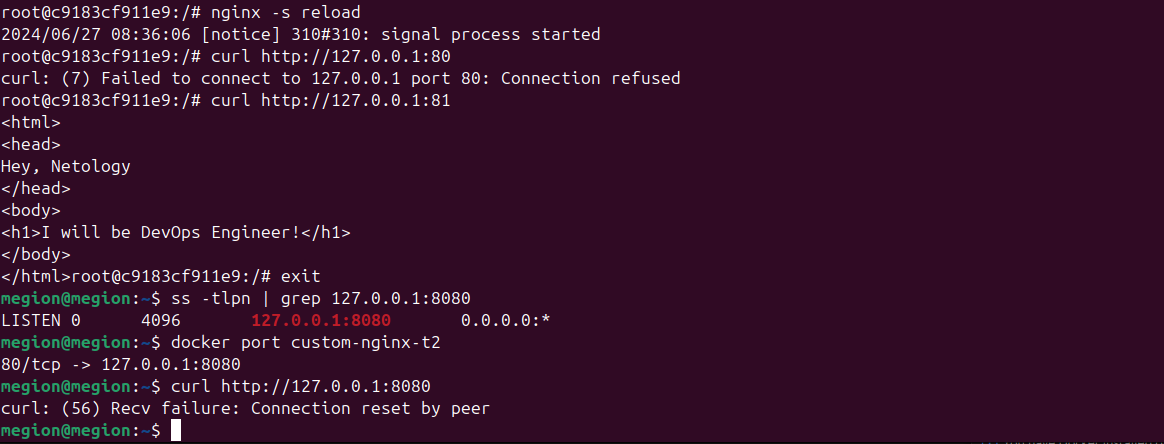 root@c9183cf911e9:/# nginx -s reload
2024/06/27 08:36:06 [notice] 310#310: signal process started
root@c9183cf911e9:/# curl http://127.0.0.1:80
curl: (7) Failed to connect to 127.0.0.1 port 80: Connection refused
root@c9183cf911e9:/# curl http://127.0.0.1:81
<html>
<head>
Hey, Netology
</head>
<body>
<h1>I will be DevOps Engineer!</h1>
</body>
</html>root@c9183cf911e9:/# exit
megion@megion:~$ ss -tlpn | grep 127.0.0.1:8080
LISTEN 0      4096       127.0.0.1:8080       0.0.0.0:*
megion@megion:~$ docker port custom-nginx-t2
80/tcp -> 127.0.0.1:8080
megion@megion:~$ curl http://127.0.0.1:8080
curl: (56) Recv failure: Connection reset by peer
megion@megion:~$